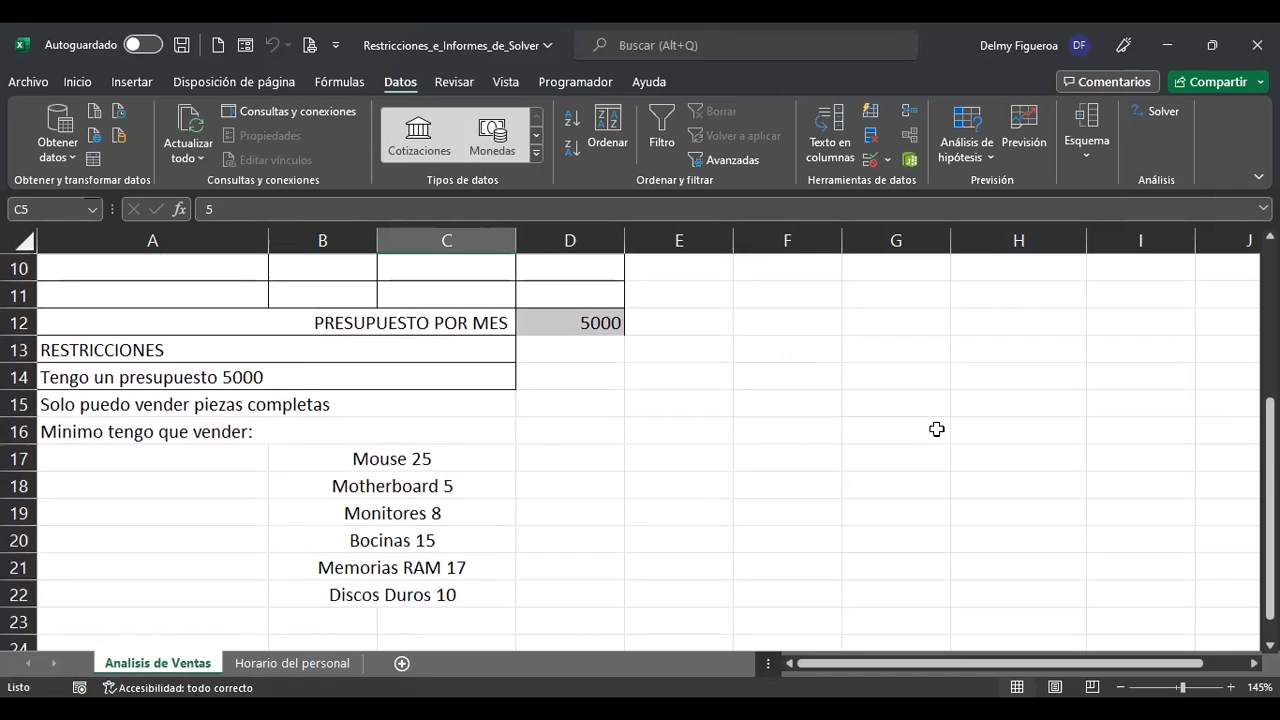 Autoguardado
Restricciones_e_Informes_de_Solver
Buscar (Alt+Q)
Delmy Figueroa
DF
Archivo
Inicio
Insertar
Disposición de página
Fórmulas
Datos
Revisar
Vista
Programador
Ayuda
Comentarios
Compartir
Obtener datos
Obtener y transformar datos
Actualizar todo
Consultas y conexiones
Propiedades
Editar vínculos
Consultas y conexiones
Cotizaciones
Monedas
Tipos de datos
Ordenar
Filtro
Borrar
Volver a aplicar
Avanzadas
Ordenar y filtrar
Texto en columnas
Herramientas de datos
Análisis de hipótesis
Previsión
Previsión
Esquema
Solver
Análisis
C5
fx
5
A B C D E F G H I J
10
11
12 PRESUPUESTO POR MES 5000
13 RESTRICCIONES
14 Tengo un presupuesto 5000
15 Solo puedo vender piezas completas
16 Minimo tengo que vender:
17 Mouse 25
18 Motherboard 5
19 Monitores 8
20 Bocinas 15
21 Memorias RAM 17
22 Discos Duros 10
23
24
Analisis de Ventas
Horario del personal
Listo
Accesibilidad: todo correcto
145%